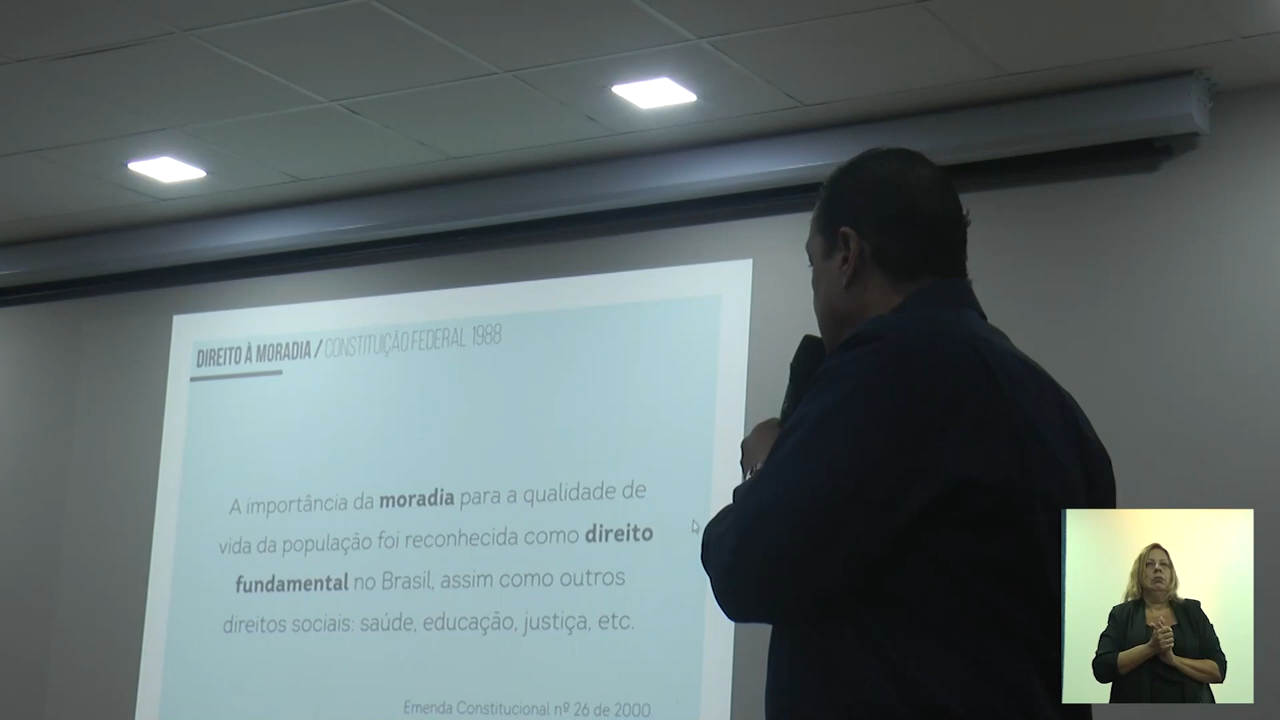 DIREITO À MORADIA / CONSTITUIÇÃO FEDERAL 1988
A importância da moradia para a qualidade de
vida da população foi reconhecida como direito
fundamental no Brasil, assim como outros
direitos sociais: saúde, educação, justiça, etc.
Emenda Constitucional nº 26 de 2000.